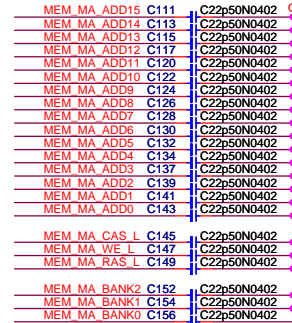 MEM_MA_ADD15 C111 C22p50N0402
MEM_MA_ADD14 C113 C22p50N0402
MEM_MA_ADD13 C115 C22p50N0402
MEM_MA_ADD12 C117 C22p50N0402
MEM_MA_ADD11 C120 C22p50N0402
MEM_MA_ADD10 C122 C22p50N0402
MEM_MA_ADD9 C124 C22p50N0402
MEM_MA_ADD8 C126 C22p50N0402
MEM_MA_ADD7 C128 C22p50N0402
MEM_MA_ADD6 C130 C22p50N0402
MEM_MA_ADD5 C132 C22p50N0402
MEM_MA_ADD4 C134 C22p50N0402
MEM_MA_ADD3 C137 C22p50N0402
MEM_MA_ADD2 C139 C22p50N0402
MEM_MA_ADD1 C141 C22p50N0402
MEM_MA_ADD0 C143 C22p50N0402
MEM_MA_CAS_L C145 C22p50N0402
MEM_MA_WE_L C147 C22p50N0402
MEM_MA_RAS_L C149 C22p50N0402
MEM_MA_BANK2 C152 C22p50N0402
MEM_MA_BANK1 C154 C22p50N0402
MEM_MA_BANK0 C156 C22p50N0402